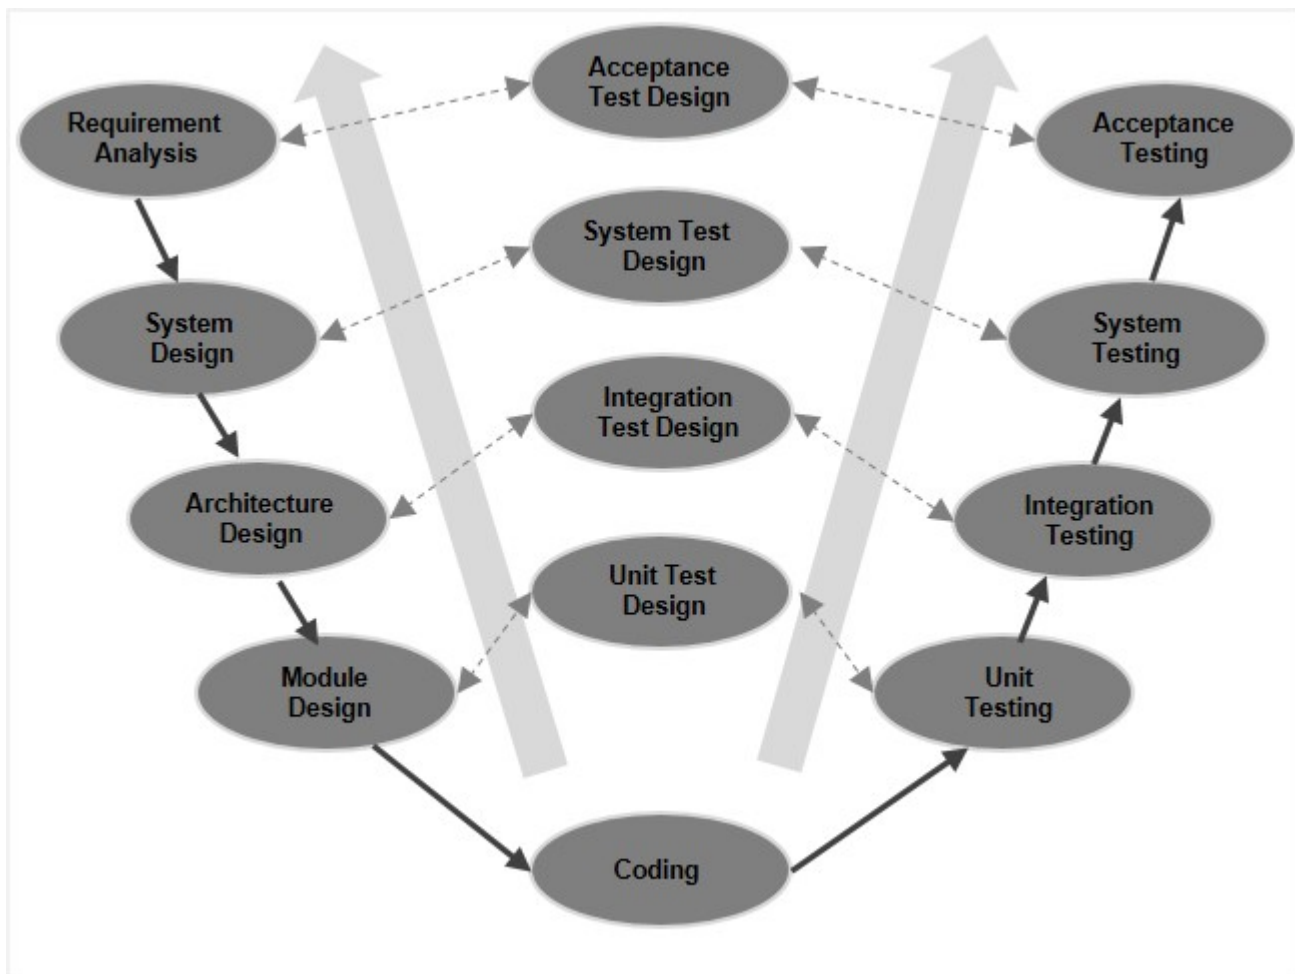 Acceptance
Test Design
Requirement
Analysis
Acceptance
Testing
System Test
Design
System
Design
System
Testing
Integration
Test Design
Architecture
Design
Integration
Testing
Unit Test
Design
Module
Design
Unit
Testing
Coding